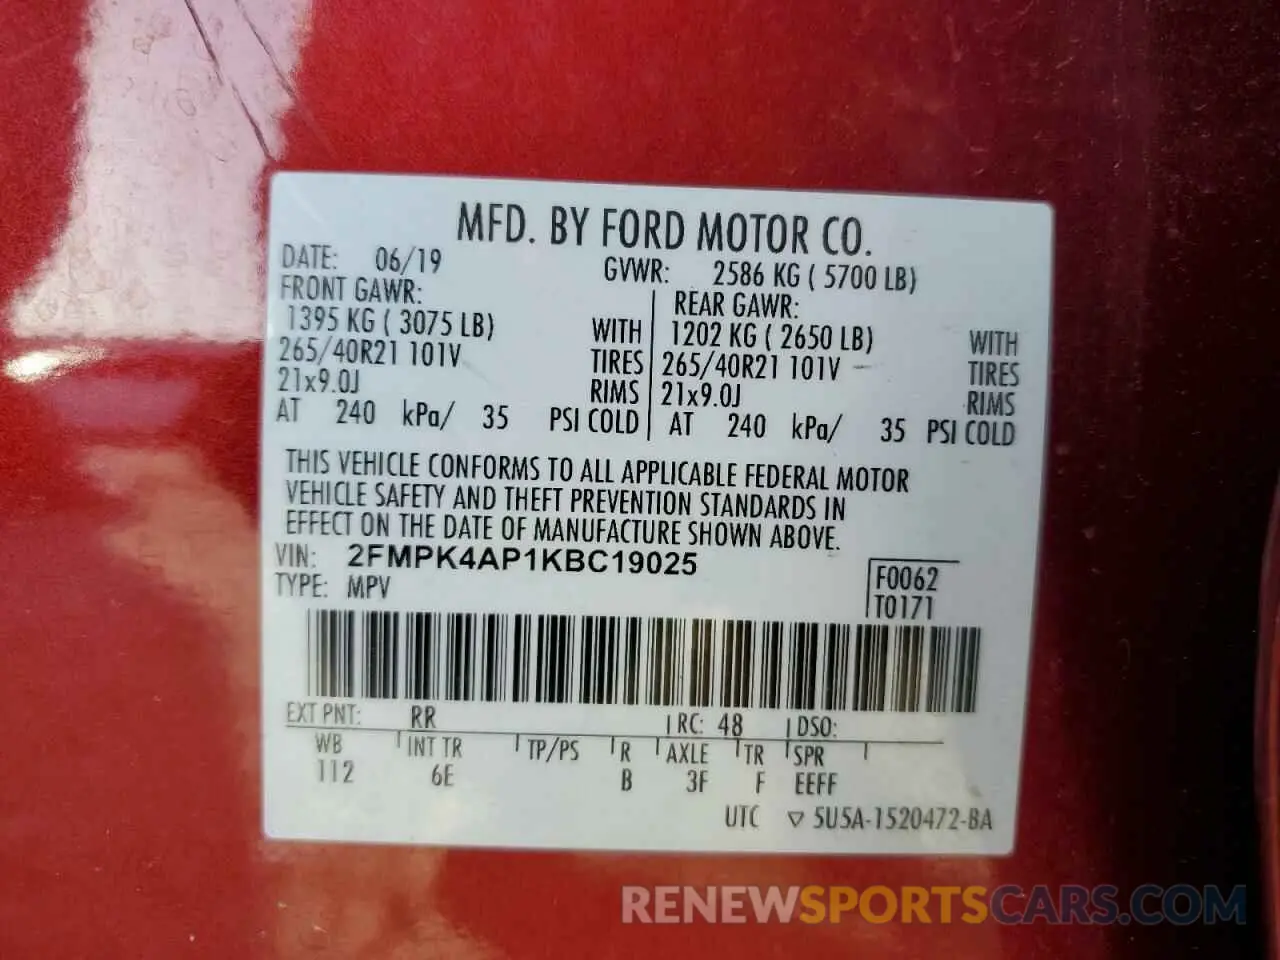 MFD. BY FORD MOTOR CO.
DATE: 06/19 GVWR: 2586 KG ( 5700 LB)
FRONT GAWR: REAR GAWR:
1395 KG ( 3075 LB) WITH 1202 KG ( 2650 LB) WITH
265/40R21 101V TIRES 265/40R21 101V TIRES
21x9.0J RIMS 21x9.0J RIMS
AT 240 kPa/ 35 PSI COLD AT 240 kPa/ 35 PSI COLD
THIS VEHICLE CONFORMS TO ALL APPLICABLE FEDERAL MOTOR
VEHICLE SAFETY AND THEFT PREVENTION STANDARDS IN
EFFECT ON THE DATE OF MANUFACTURE SHOWN ABOVE.
VIN: 2FMPK4AP1KBC19025
TYPE: MPV
F0062
T0171
EXT PNT: RR RC: 48 DSO:
WB INT TR TP/PS R AXLE TR SPR
112 6E B 3F F EEFF
UTC ▽ 5U5A-1520472-BA
RENEWSPORTSCARS.COM